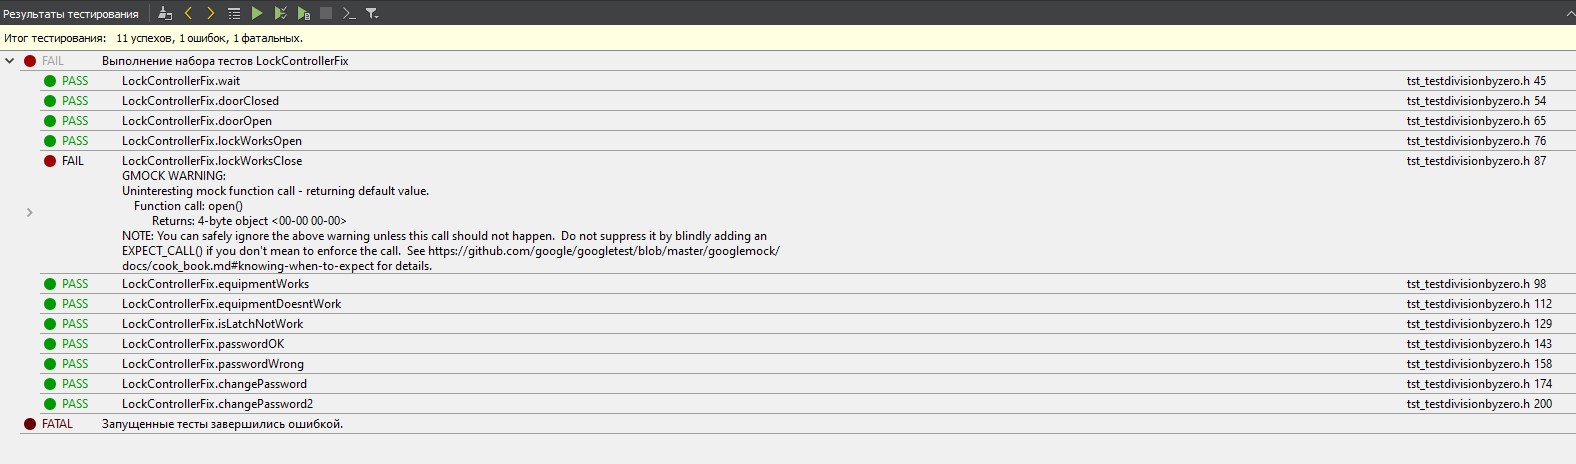 Результаты тестирования
Итог тестирования: 11 успехов, 1 ошибок, 1 фатальных.
FAIL Выполнение набора тестов LockControllerFix
PASS LockControllerFix.wait tst_testdivisionbyzero.h 45
PASS LockControllerFix.doorClosed tst_testdivisionbyzero.h 54
PASS LockControllerFix.doorOpen tst_testdivisionbyzero.h 65
PASS LockControllerFix.lockWorksOpen tst_testdivisionbyzero.h 76
FAIL LockControllerFix.lockWorksClose tst_testdivisionbyzero.h 87
GMOCK WARNING:
Uninteresting mock function call - returning default value.
Function call: open()
Returns: 4-byte object <00-00 00-00>
NOTE: You can safely ignore the above warning unless this call should not happen.  Do not suppress it by blindly adding an
EXPECT_CALL() if you don't mean to enforce the call.  See https://github.com/google/googletest/blob/master/googlemock/
docs/cook_book.md#knowing-when-to-expect for details.
PASS LockControllerFix.equipmentWorks tst_testdivisionbyzero.h 98
PASS LockControllerFix.equipmentDoesntWork tst_testdivisionbyzero.h 112
PASS LockControllerFix.isLatchNotWork tst_testdivisionbyzero.h 129
PASS LockControllerFix.passwordOK tst_testdivisionbyzero.h 143
PASS LockControllerFix.passwordWrong tst_testdivisionbyzero.h 158
PASS LockControllerFix.changePassword tst_testdivisionbyzero.h 174
PASS LockControllerFix.changePassword2 tst_testdivisionbyzero.h 200
FATAL Запущенные тесты завершились ошибкой.